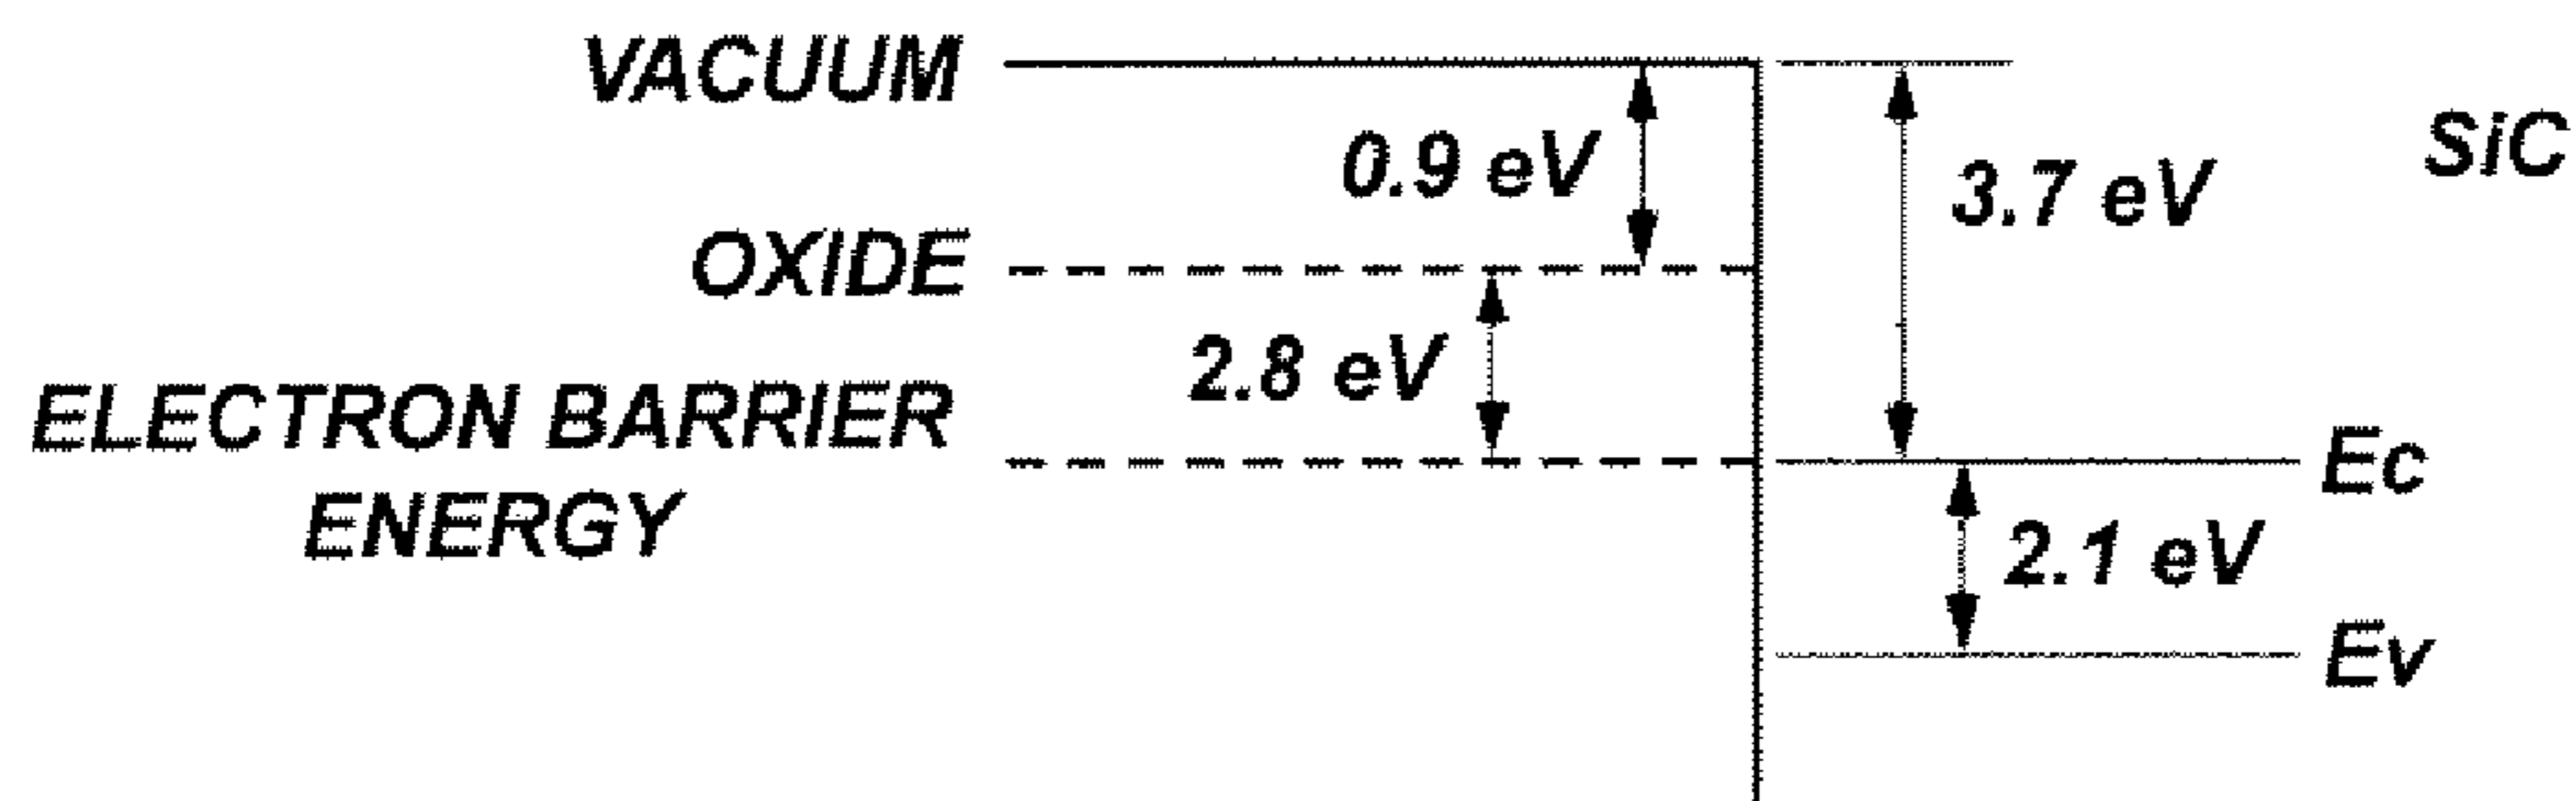 VACUUM
0.9 eV
3.7 eV
SiC
OXIDE
2.8 eV
ELECTRON BARRIER
ENERGY
Ec
2.1 eV
Ev